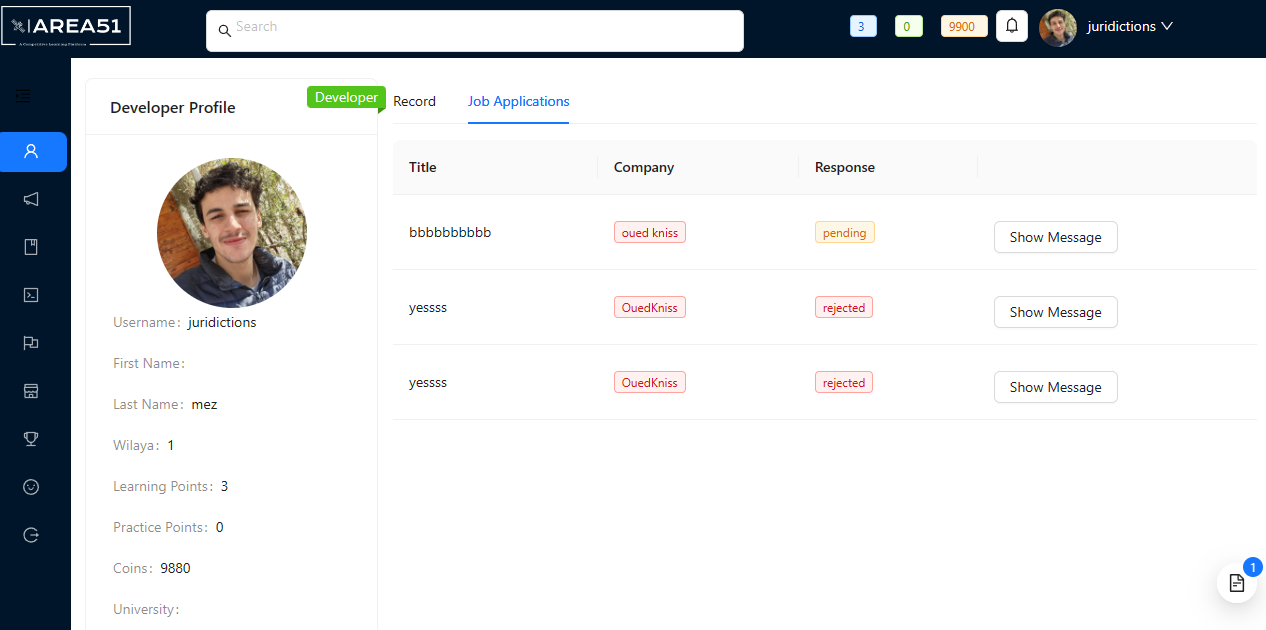 AREA51
A Competitive Learning Platform
Search
3
0
9900
juridictions
Developer Profile
Developer
Record
Job Applications
Title
Company
Response
bbbbbbbbbb
oued kniss
pending
Show Message
yessss
OuedKniss
rejected
Show Message
yessss
OuedKniss
rejected
Show Message
Username: juridictions
First Name:
Last Name: mez
Wilaya: 1
Learning Points: 3
Practice Points: 0
Coins: 9880
University:
1